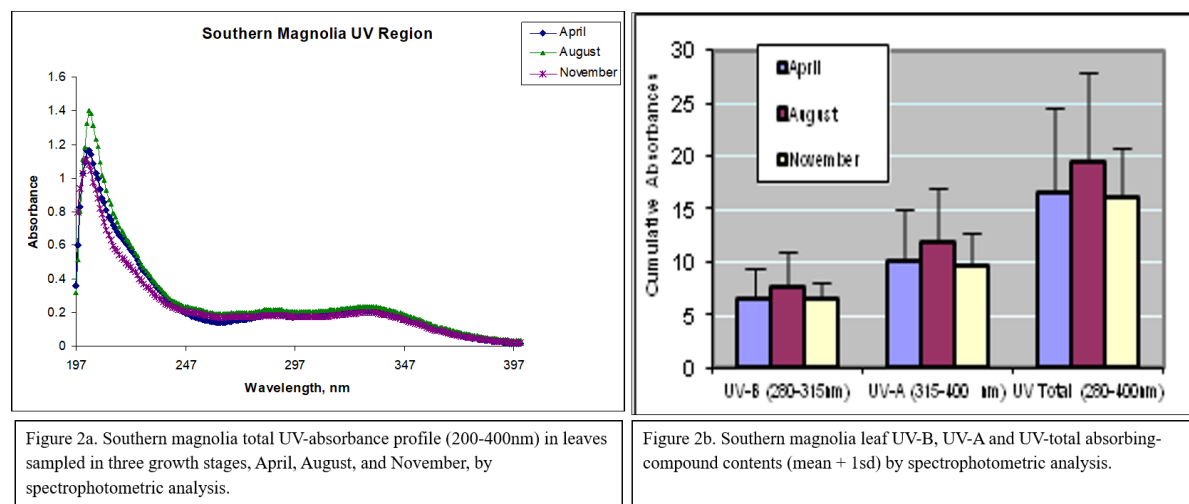 Southern Magnolia UV Region
April
August
November
1.6
1.4
1.2
1
0.8
0.6
0.4
0.2
0
Absorbance
197
247
297
347
397
Wavelength, nm
Figure 2a. Southern magnolia total UV-absorbance profile (200-400nm) in leaves
sampled in three growth stages, April, August, and November, by
spectrophotometric analysis.
30
25
20
15
10
5
0
Cumulative Absorbances
April
August
November
UV-B (280-315nm)
UV-A (315-400 nm)
UV Total (280-400nm)
Figure 2b. Southern magnolia leaf UV-B, UV-A and UV-total absorbing-
compound contents (mean + 1sd) by spectrophotometric analysis.